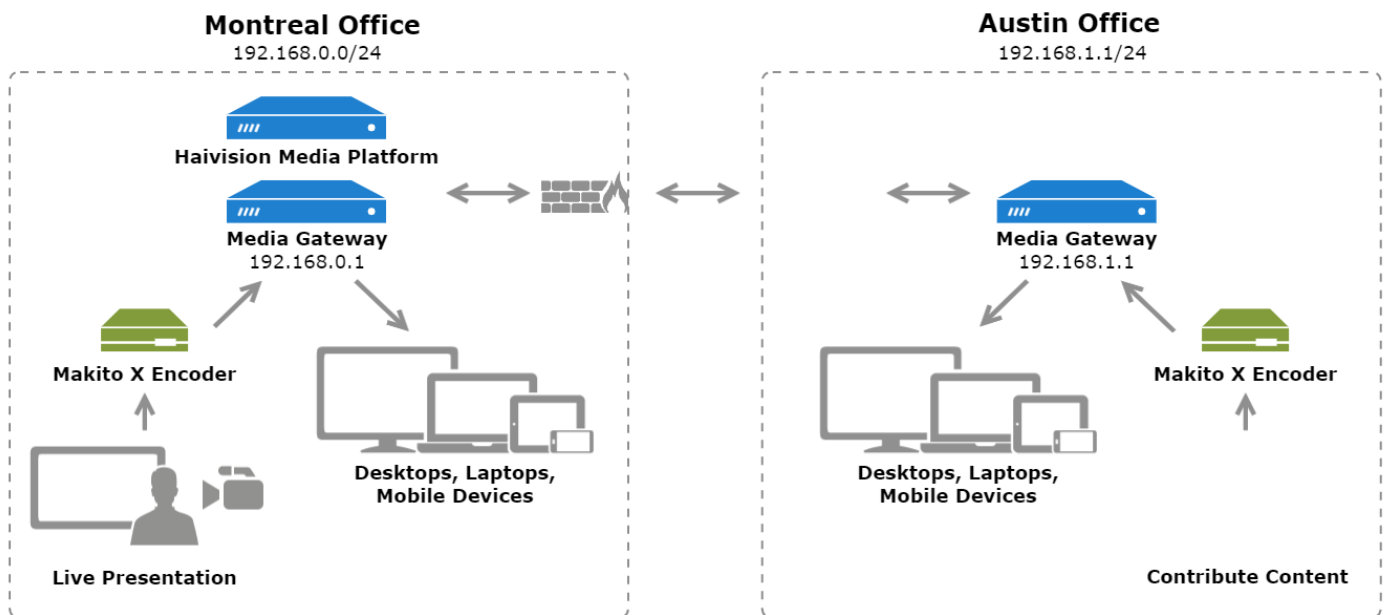 Montreal Office
192.168.0.0/24
Haivision Media Platform
Media Gateway
192.168.0.1
Makito X Encoder
Desktops, Laptops,
Mobile Devices
Live Presentation
Austin Office
192.168.1.1/24
Media Gateway
192.168.1.1
Makito X Encoder
Desktops, Laptops,
Mobile Devices
Contribute Content